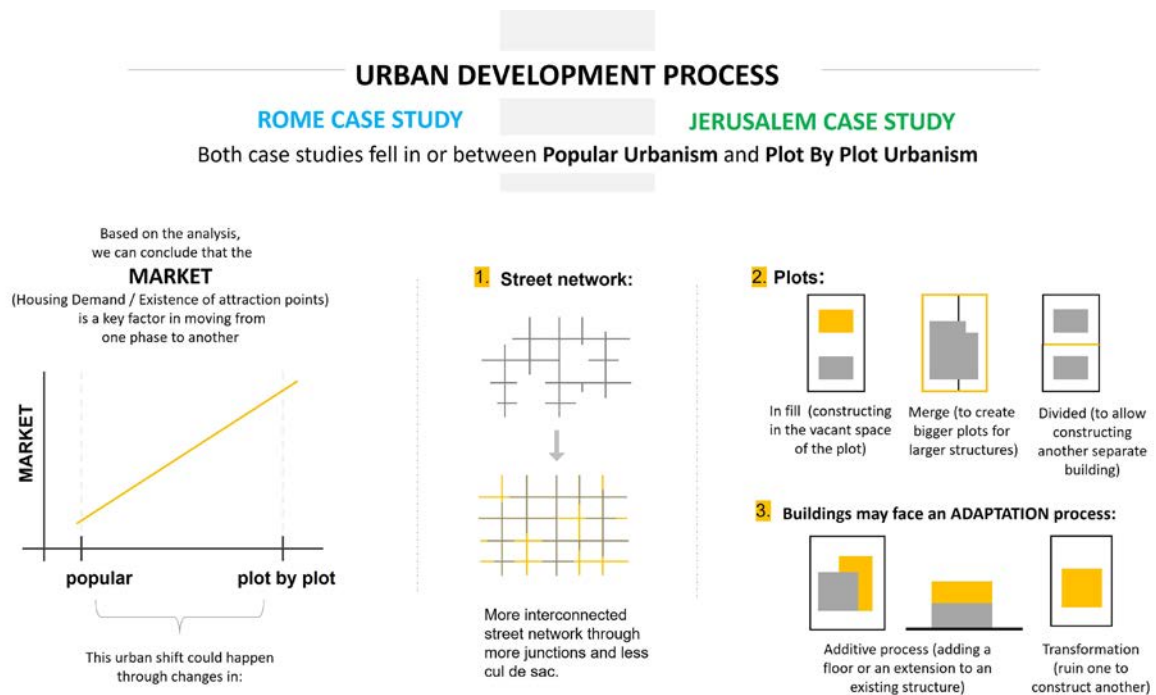 URBAN DEVELOPMENT PROCESS
ROME CASE STUDY
JERUSALEM CASE STUDY
Both case studies fell in or between Popular Urbanism and Plot By Plot Urbanism
Based on the analysis,
we can conclude that the
MARKET
(Housing Demand / Existence of attraction points)
is a key factor in moving from
one phase to another
MARKET
popular
plot by plot
This urban shift could happen
through changes in:
1. Street network:
More interconnected
street network through
more junctions and less
cul de sac.
2. Plots:
In fill (constructing
in the vacant space
of the plot)
Merge (to create
bigger plots for
larger structures)
Divided (to allow
constructing
another separate
building)
3. Buildings may face an ADAPTATION process:
Additive process (adding a
floor or an extension to an
existing structure)
Transformation
(ruin one to
construct another)